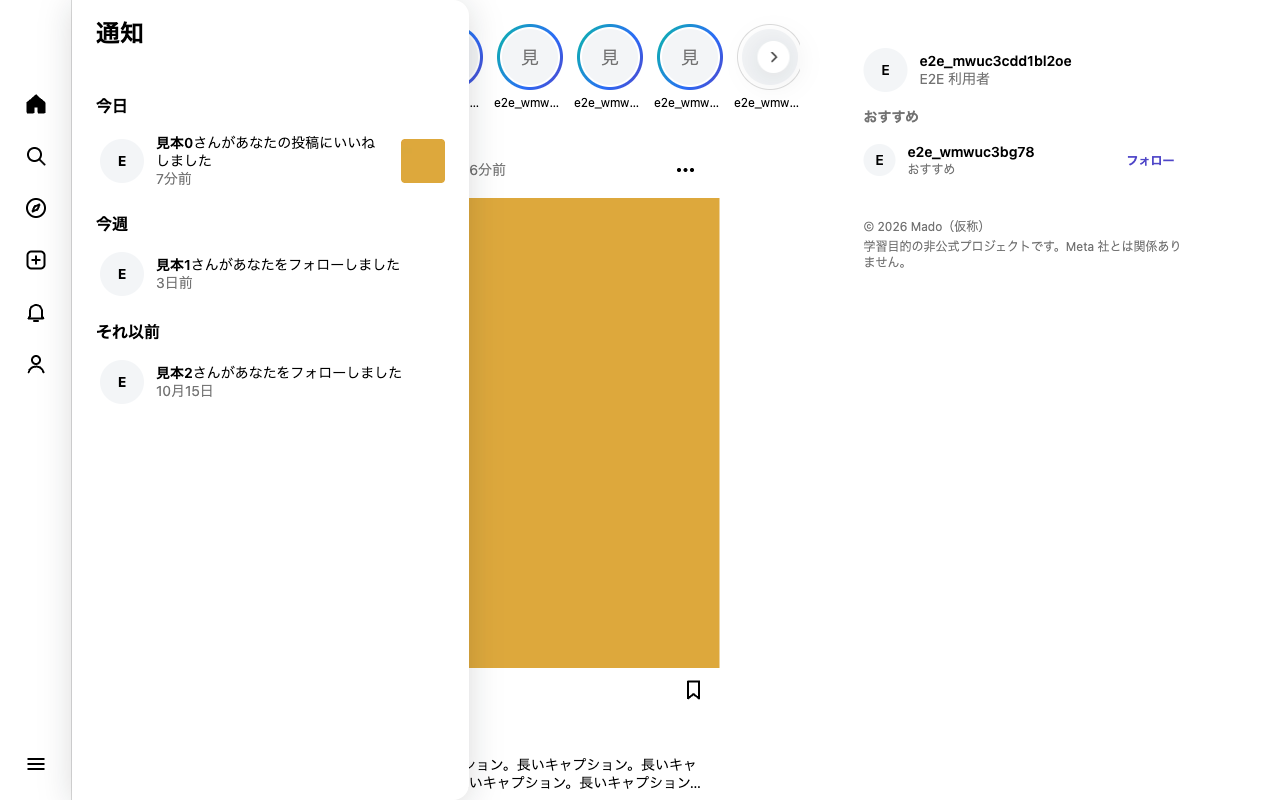 通知
今日
E
見本0さんがあなたの投稿にいいね
しました
7分前
今週
E
見本1さんがあなたをフォローしました
3日前
それ以前
E
見本2さんがあなたをフォローしました
10月15日
...
見
e2e_wmw...
見
e2e_wmw...
見
e2e_wmw...
e2e_wmw...
6分前
ション。長いキャプション。長いキャ
いキャプション。長いキャプション...
E
e2e_mwuc3cdd1bl2oe
E2E 利用者
おすすめ
E
e2e_wmwuc3bg78
おすすめ
フォロー
© 2026 Mado（仮称）
学習目的の非公式プロジェクトです。Meta 社とは関係あり
ません。